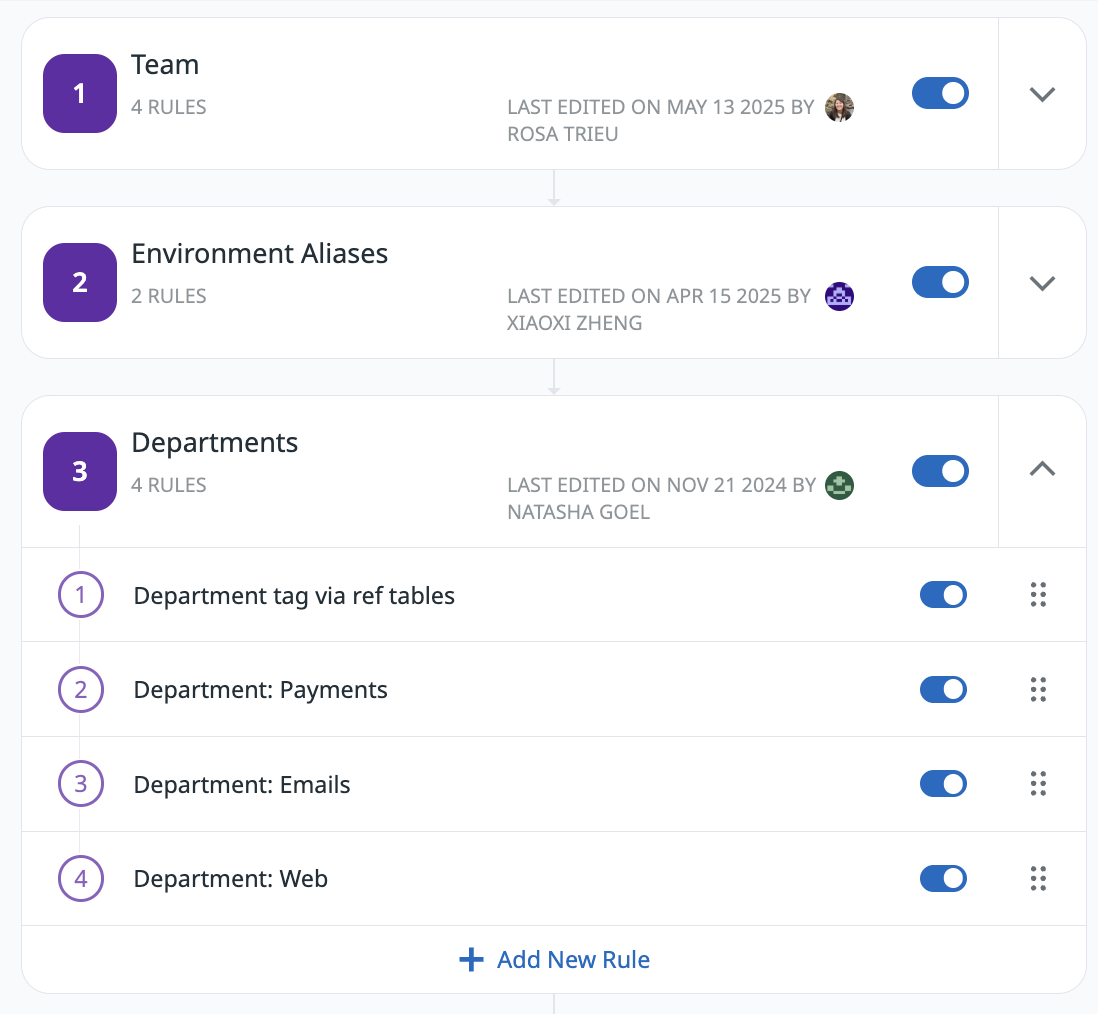 1
Team
4 RULES
LAST EDITED ON MAY 13 2025 BY
ROSA TRIEU
2
Environment Aliases
2 RULES
LAST EDITED ON APR 15 2025 BY
XIAOXI ZHENG
3
Departments
4 RULES
LAST EDITED ON NOV 21 2024 BY
NATASHA GOEL
1 Department tag via ref tables
2 Department: Payments
3 Department: Emails
4 Department: Web
+ Add New Rule